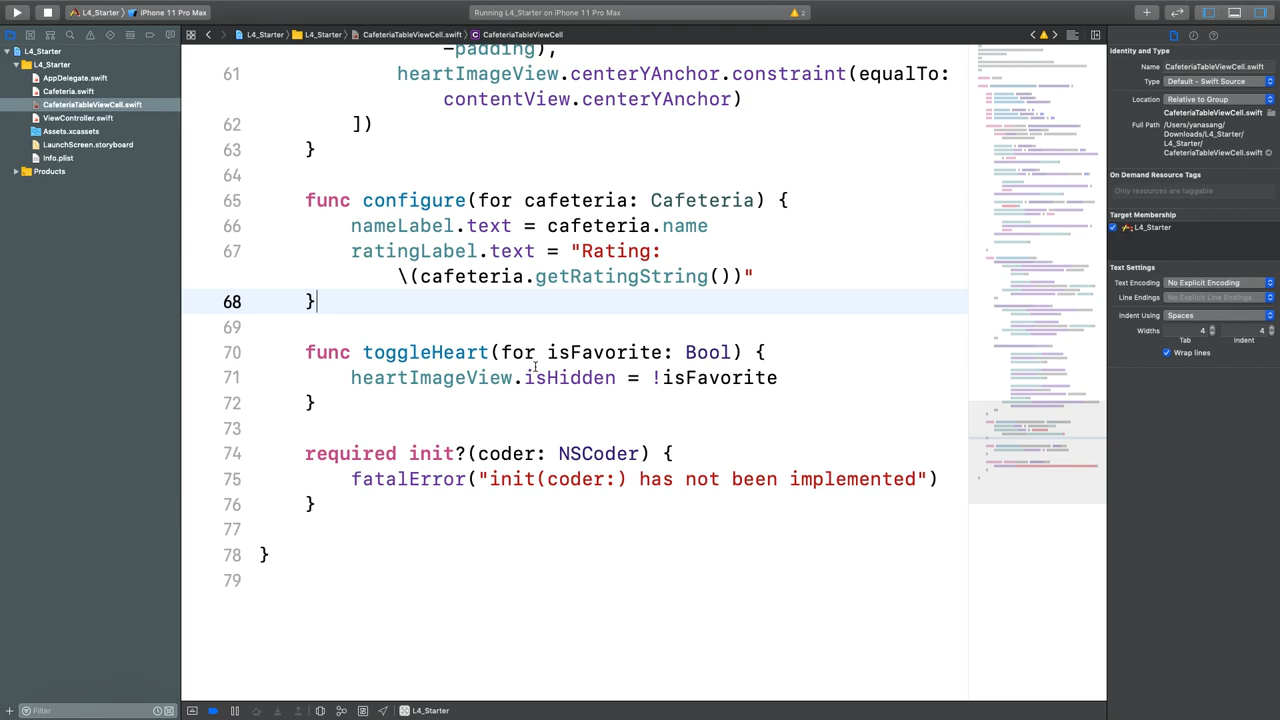 L4_Starter
iPhone 11 Pro Max
Running L4_Starter on iPhone 11 Pro Max
2
L4_Starter
L4_Starter
AppDelegate.swift
Cafeteria.swift
CafeteriaTableViewCell.swift
ViewController.swift
Assets.xcassets
LaunchScreen.storyboard
Info.plist
Products
L4_Starter
L4_Starter
CafeteriaTableViewCell.swift
CafeteriaTableViewCell
-padding),
61 heartImageView.centerYAnchor.constraint(equalTo:
contentView.centerYAnchor)
62 ])
63 }
64
65 func configure(for cafeteria: Cafeteria) {
66 nameLabel.text = cafeteria.name
67 ratingLabel.text = "Rating:
\(cafeteria.getRatingString())"
68 }
69
70 func toggleHeart(for isFavorite: Bool) {
71 heartImageView.isHidden = !isFavorite
72 }
73
74 required init?(coder: NSCoder) {
75 fatalError("init(coder:) has not been implemented")
76 }
77
78 }
79
Identity and Type
Name CafeteriaTableViewCell.swift
Type Default - Swift Source
Location Relative to Group
CafeteriaTableViewCell.swift
Full Path
L4_Starter/
Starter/
CafeteriaTableViewCell.swift
On Demand Resource Tags
Only resources are taggable
Target Membership
L4_Starter
Text Settings
Text Encoding No Explicit Encoding
Line Endings No Explicit Line Endings
Indent Using Spaces
Widths 4 4
Tab Indent
Wrap lines
Filter
L4_Starter